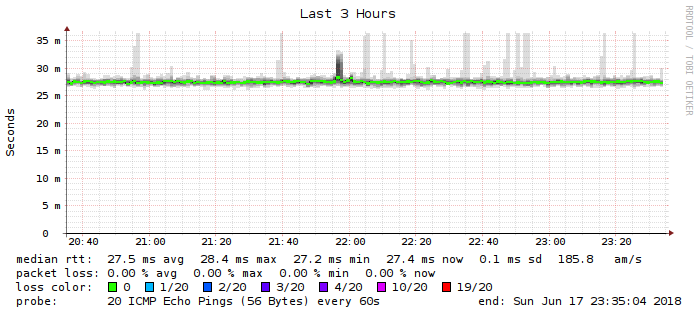 Last 3 Hours
RRDTOOL / TOBI OETIKER
Seconds
35 m
30 m
25 m
20 m
15 m
10 m
5 m
0
20:40 21:00 21:20 21:40 22:00 22:20 22:40 23:00 23:20
median rtt: 27.5 ms avg 28.4 ms max 27.2 ms min 27.4 ms now 0.1 ms sd 185.8 am/s
packet loss: 0.00 % avg 0.00 % max 0.00 % min 0.00 % now
loss color: 0 1/20 2/20 3/20 4/20 10/20 19/20
probe: 20 ICMP Echo Pings (56 Bytes) every 60s end: Sun Jun 17 23:35:04 2018